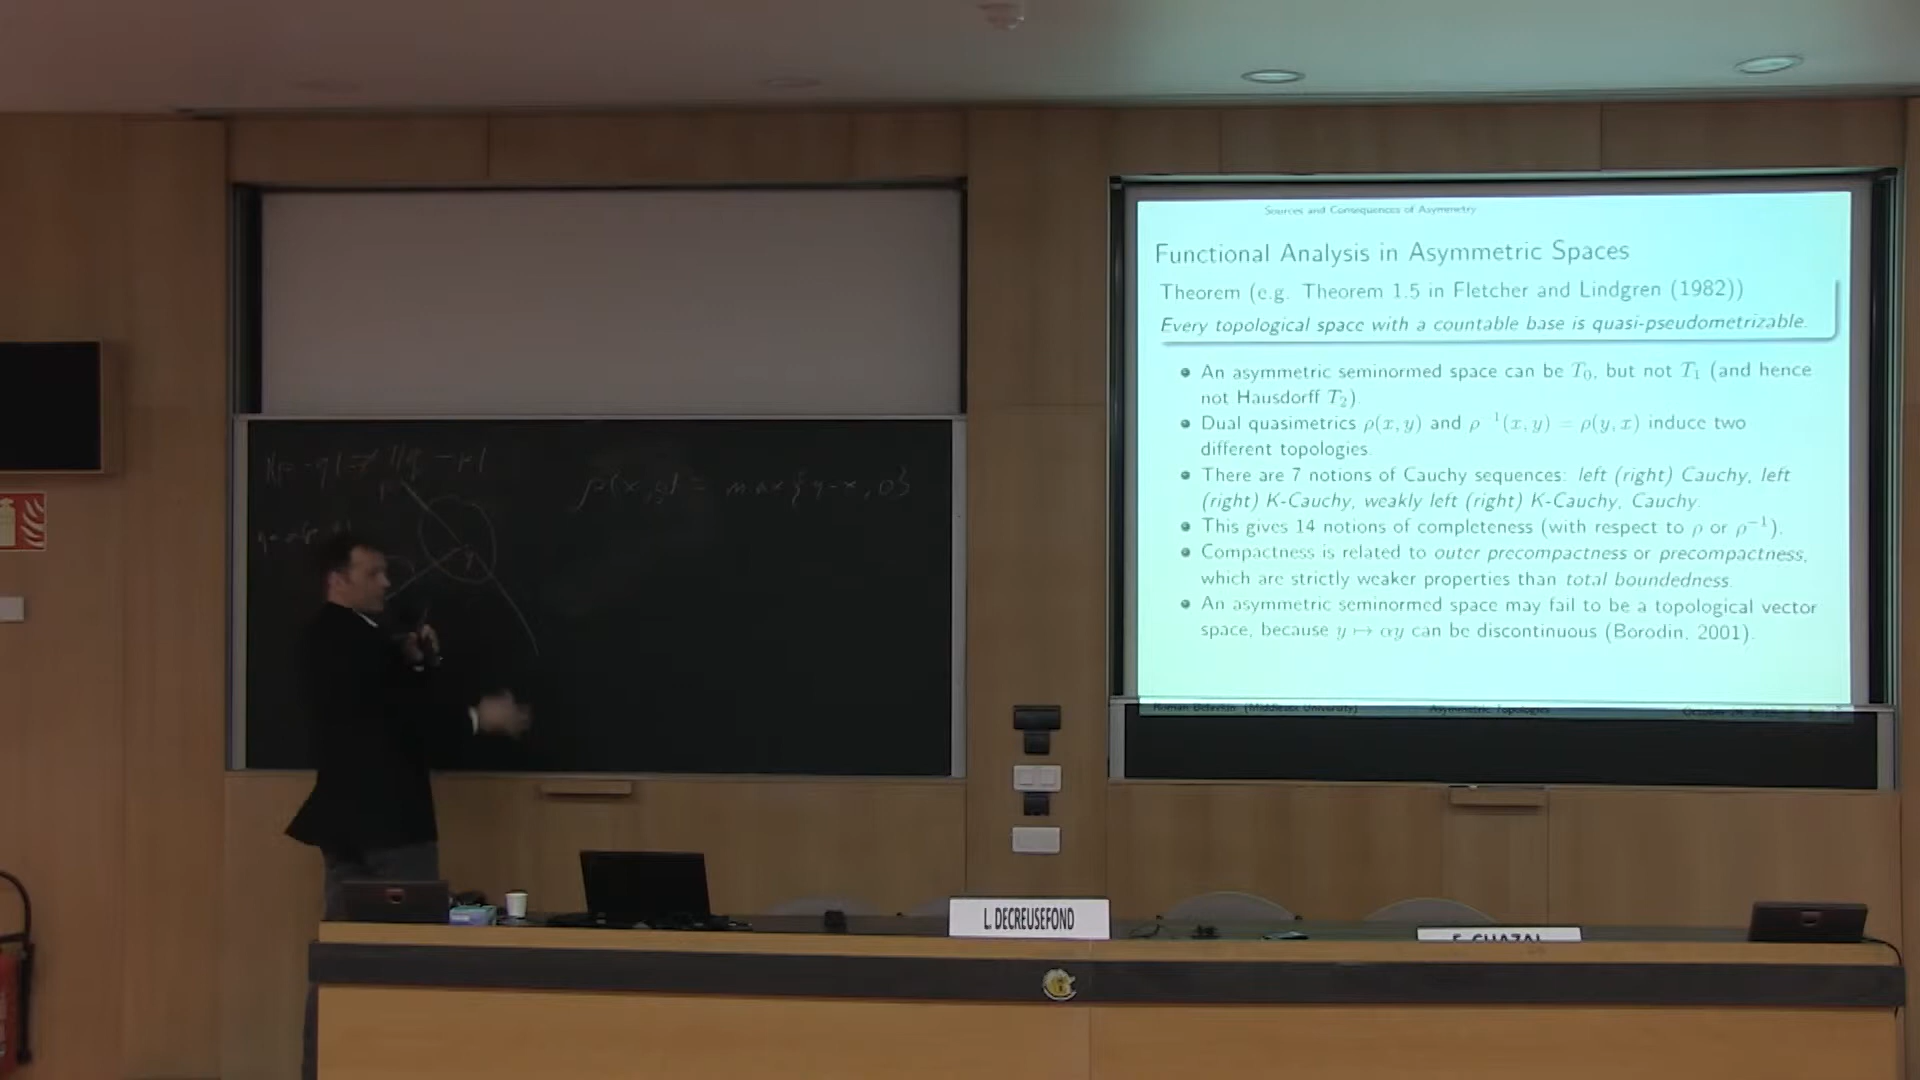 ‖p - q‖ ≠ ‖q - p‖
p
q
ρ(x, y) = max{y-x, 0}
Sources and Consequences of Asymmetry
Functional Analysis in Asymmetric Spaces
Theorem (e.g. Theorem 1.5 in Fletcher and Lindgren (1982))
Every topological space with a countable base is quasi-pseudometrizable.
• An asymmetric seminormed space can be T₀, but not T₁ (and hence
not Hausdorff T₂).
• Dual quasimetrics ρ(x, y) and ρ⁻¹(x, y) = ρ(y, x) induce two
different topologies.
• There are 7 notions of Cauchy sequences: left (right) Cauchy, left
(right) K-Cauchy, weakly left (right) K-Cauchy, Cauchy.
• This gives 14 notions of completeness (with respect to ρ or ρ⁻¹).
• Compactness is related to outer precompactness or precompactness,
which are strictly weaker properties than total boundedness.
• An asymmetric seminormed space may fail to be a topological vector
space, because y ↦ αy can be discontinuous (Borodin, 2001).
Roman Belavkin (Middlesex University)
Asymmetric Topologies
October
L. DECREUSEFOND
F. CHAZAL